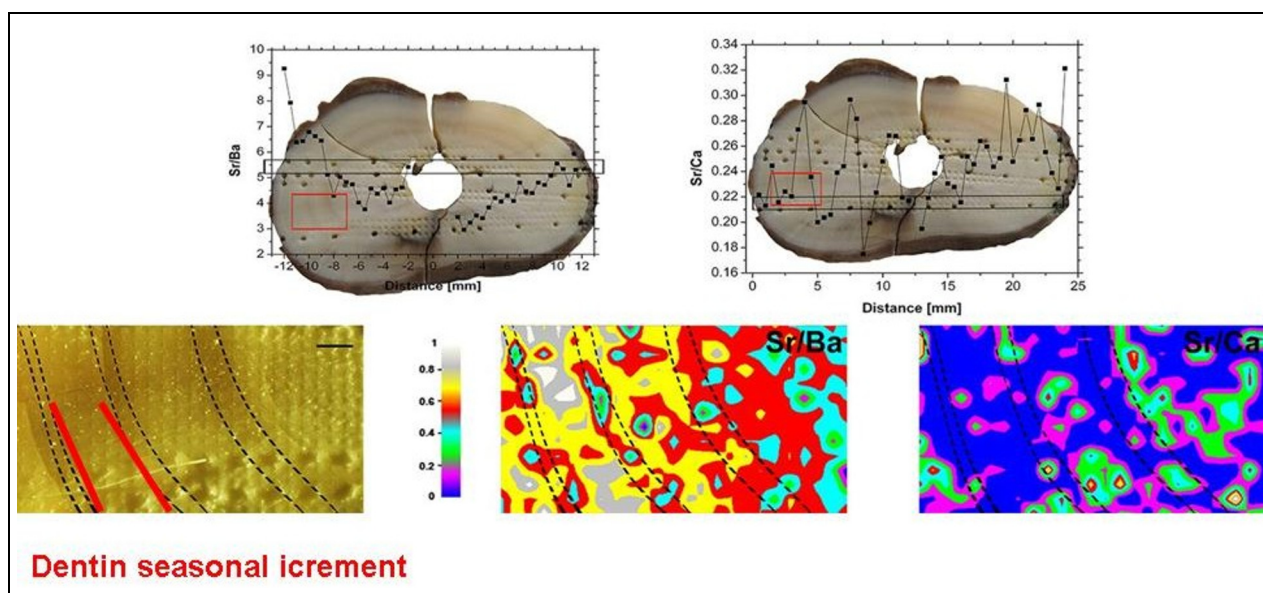 10
9
8
7
6
5
4
3
2
Sr/Ba
-12 -10 -8 -6 -4 -2 0 2 4 6 8 10 12
Distance [mm]
0.34
0.32
0.30
0.28
0.26
0.24
0.22
0.20
0.18
0.16
Sr/Ca
0 5 10 15 20 25
Distance [mm]
1
0.8
0.6
0.4
0.2
0
Sr/Ba
Sr/Ca
Dentin seasonal icrement